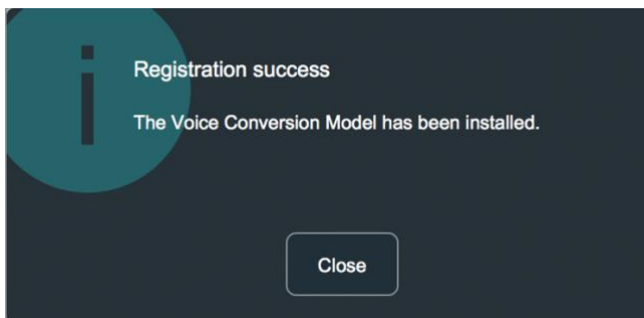 Registration success
The Voice Conversion Model has been installed.
Close